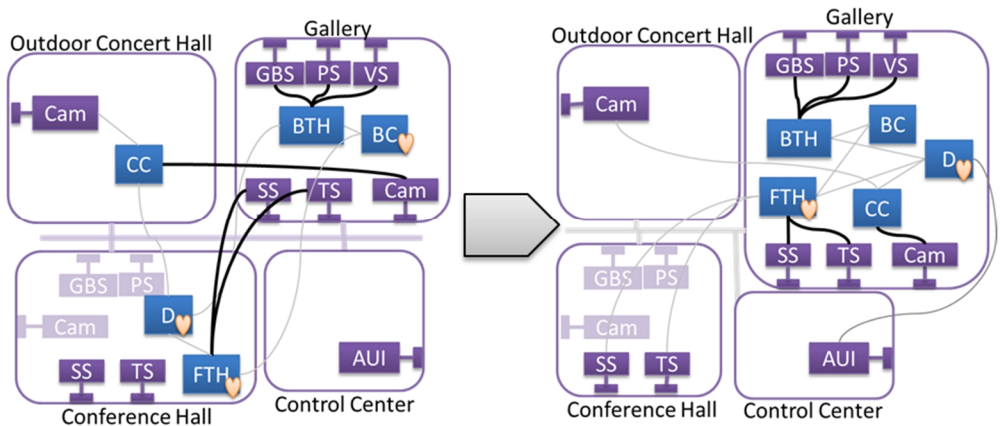 Outdoor Concert Hall
Gallery
GBS PS VS
Cam
BTH
BC
CC
SS TS Cam
GBS PS
D
Cam
SS TS
FTH
AUI
Conference Hall
Control Center
Outdoor Concert Hall
Gallery
GBS PS VS
Cam
BTH
BC
D
FTH
CC
SS TS Cam
GBS PS
Cam
SS TS
AUI
Conference Hall
Control Center